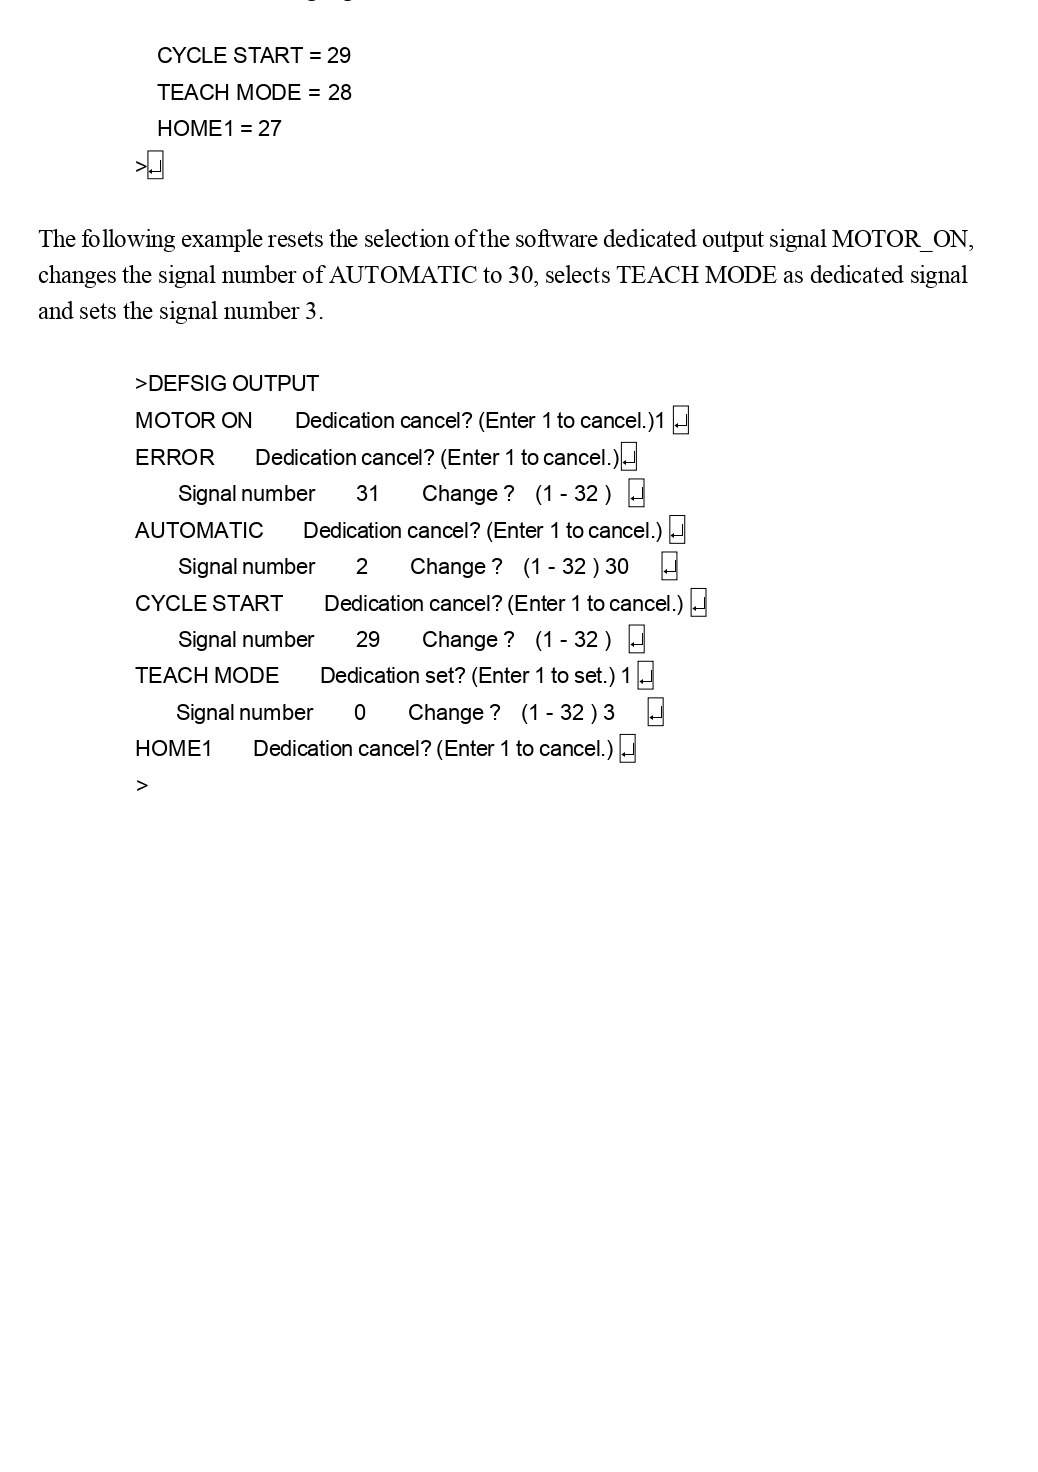 CYCLE START = 29
TEACH MODE = 28
HOME1 = 27
>↵
The following example resets the selection of the software dedicated output signal MOTOR_ON,
changes the signal number of AUTOMATIC to 30, selects TEACH MODE as dedicated signal
and sets the signal number 3.
>DEFSIG OUTPUT
MOTOR ON Dedication cancel? (Enter 1 to cancel.)1 ↵
ERROR Dedication cancel? (Enter 1 to cancel.)↵
Signal number 31 Change ? (1 - 32 ) ↵
AUTOMATIC Dedication cancel? (Enter 1 to cancel.) ↵
Signal number 2 Change ? (1 - 32 ) 30 ↵
CYCLE START Dedication cancel? (Enter 1 to cancel.) ↵
Signal number 29 Change ? (1 - 32 ) ↵
TEACH MODE Dedication set? (Enter 1 to set.) 1 ↵
Signal number 0 Change ? (1 - 32 ) 3 ↵
HOME1 Dedication cancel? (Enter 1 to cancel.) ↵
>